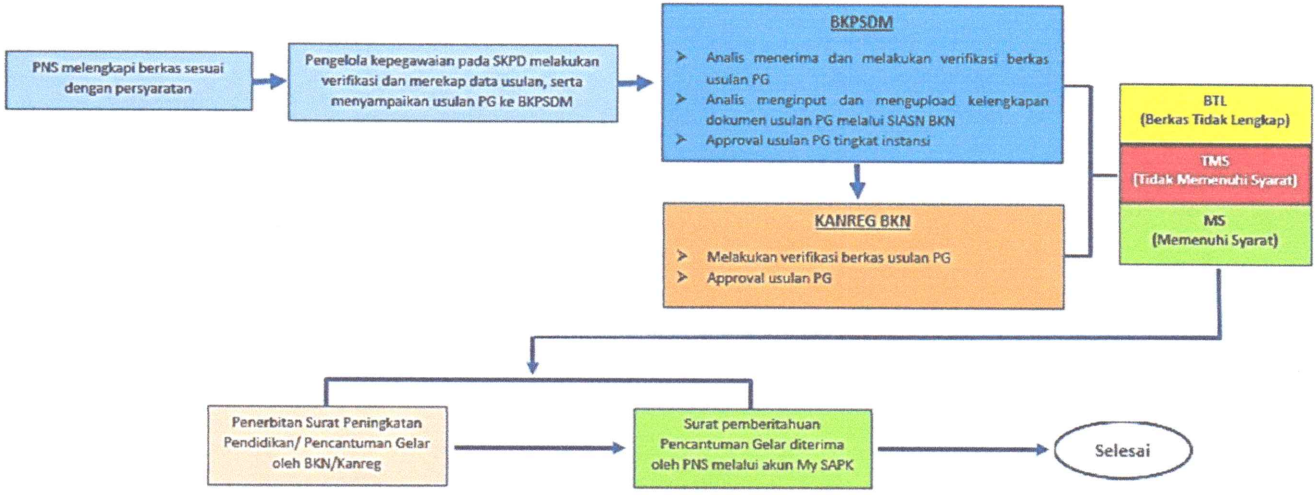 PNS melengkapi berkas sesuai
dengan persyaratan
Pengelola kepegawaian pada SKPD melakukan
verifikasi dan merekap data usulan, serta
menyampaikan usulan PG ke BKPSDM
BKPSDM
➤ Analis menerima dan melakukan verifikasi berkas
usulan PG
➤ Analis menginput dan mengupload kelengkapan
dokumen usulan PG melalui SIASN BKN
➤ Approval usulan PG tingkat instansi
KANREG BKN
➤ Melakukan verifikasi berkas usulan PG
➤ Approval usulan PG
BTL
(Berkas Tidak Lengkap)
TMS
(Tidak Memenuhi Syarat)
MS
(Memenuhi Syarat)
Penerbitan Surat Peningkatan
Pendidikan/ Pencantuman Gelar
oleh BKN/Kanreg
Surat pemberitahuan
Pencantuman Gelar diterima
oleh PNS melalui akun My SAPK
Selesai